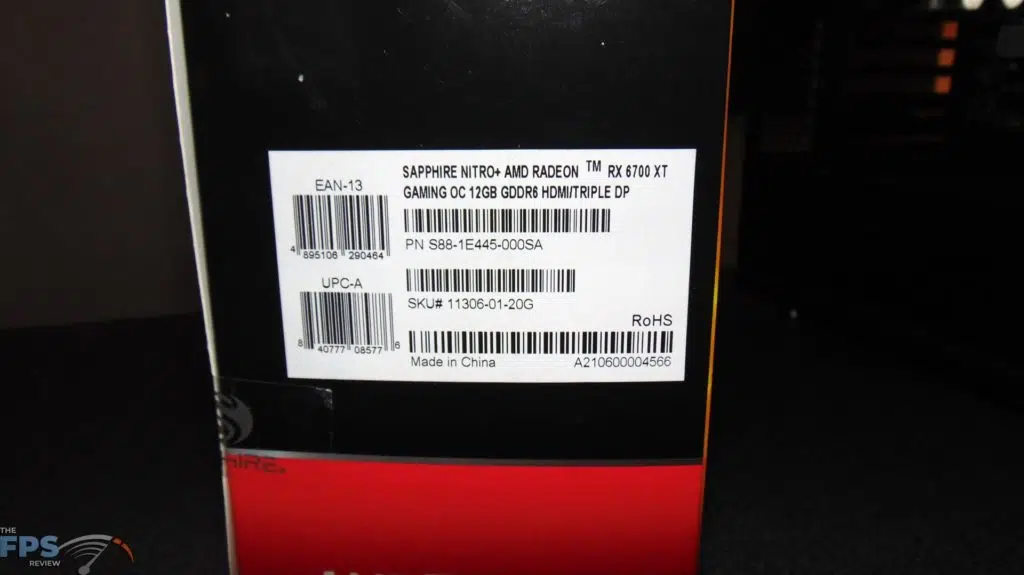 SAPPHIRE NITRO+ AMD RADEON ™ RX 6700 XT
GAMING OC 12GB GDDR6 HDMI/TRIPLE DP
EAN-13
4 895106 290464
PN S88-1E445-000SA
UPC-A
8 40777 08577 6
SKU# 11306-01-20G
RoHS
Made in China A210600004566
THE
FPS
REVIEW